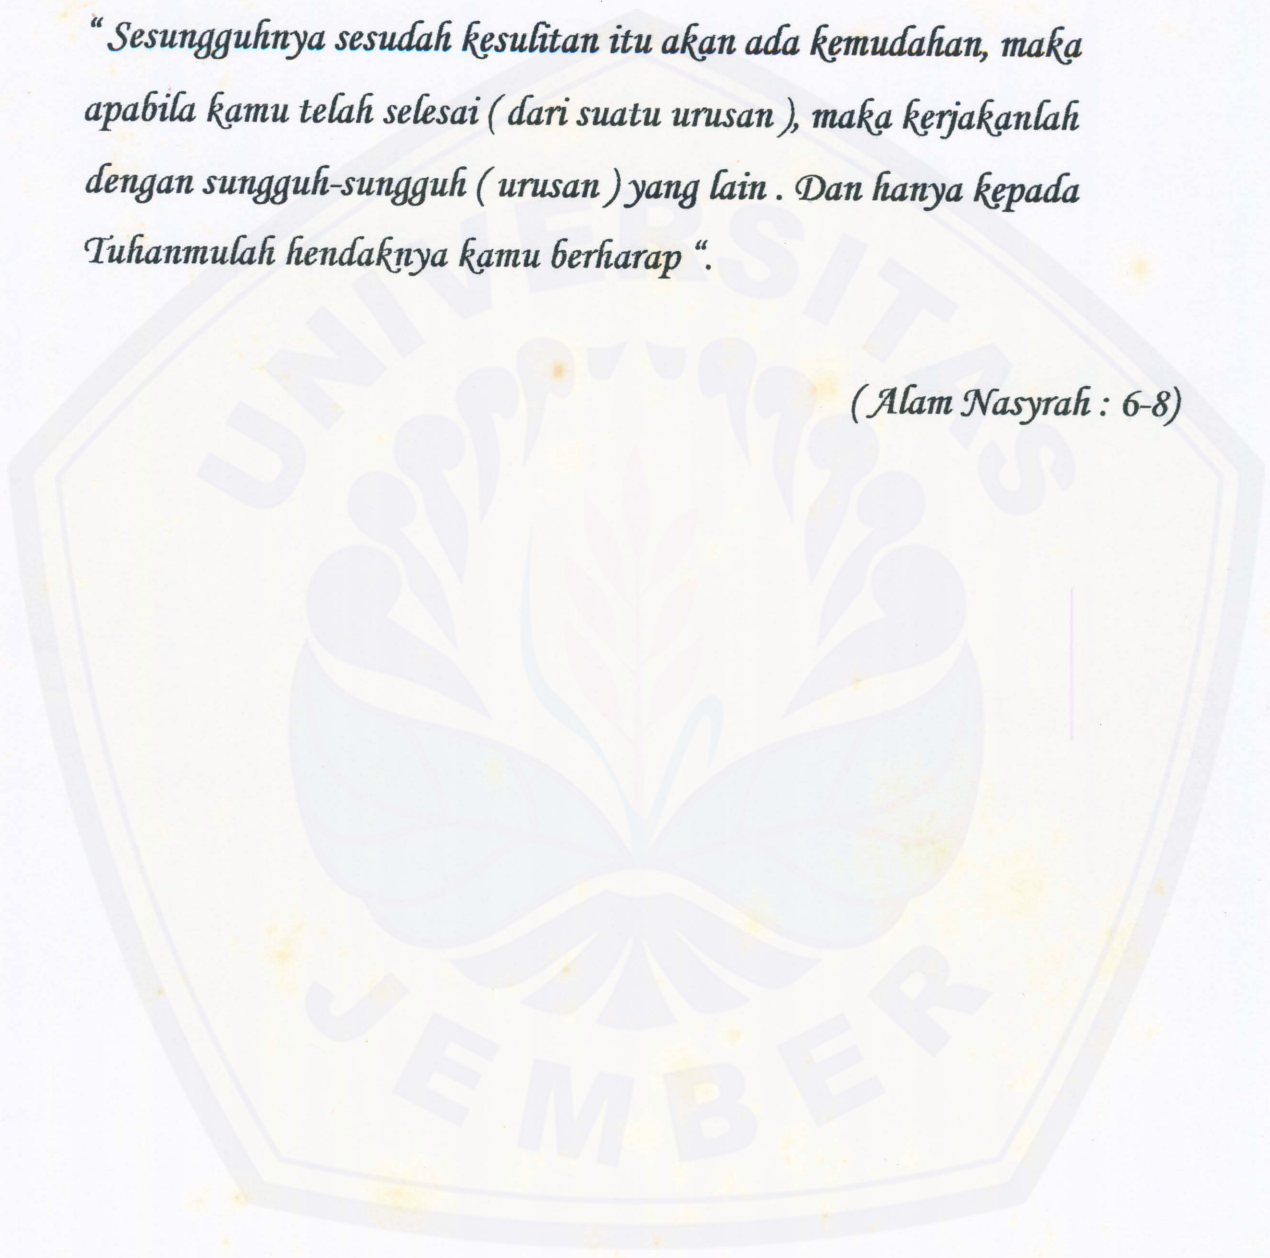 “ Sesungguhnya sesudah kesulitan itu akan ada kemudahan, maka
apabila kamu telah selesai ( dari suatu urusan ), maka kerjakanlah
dengan sungguh-sungguh ( urusan ) yang lain . Dan hanya kepada
Tuhanmulah hendaknya kamu berharap “.
( Alam Nasyrah : 6-8)
UNIVERSITAS
JEMBER